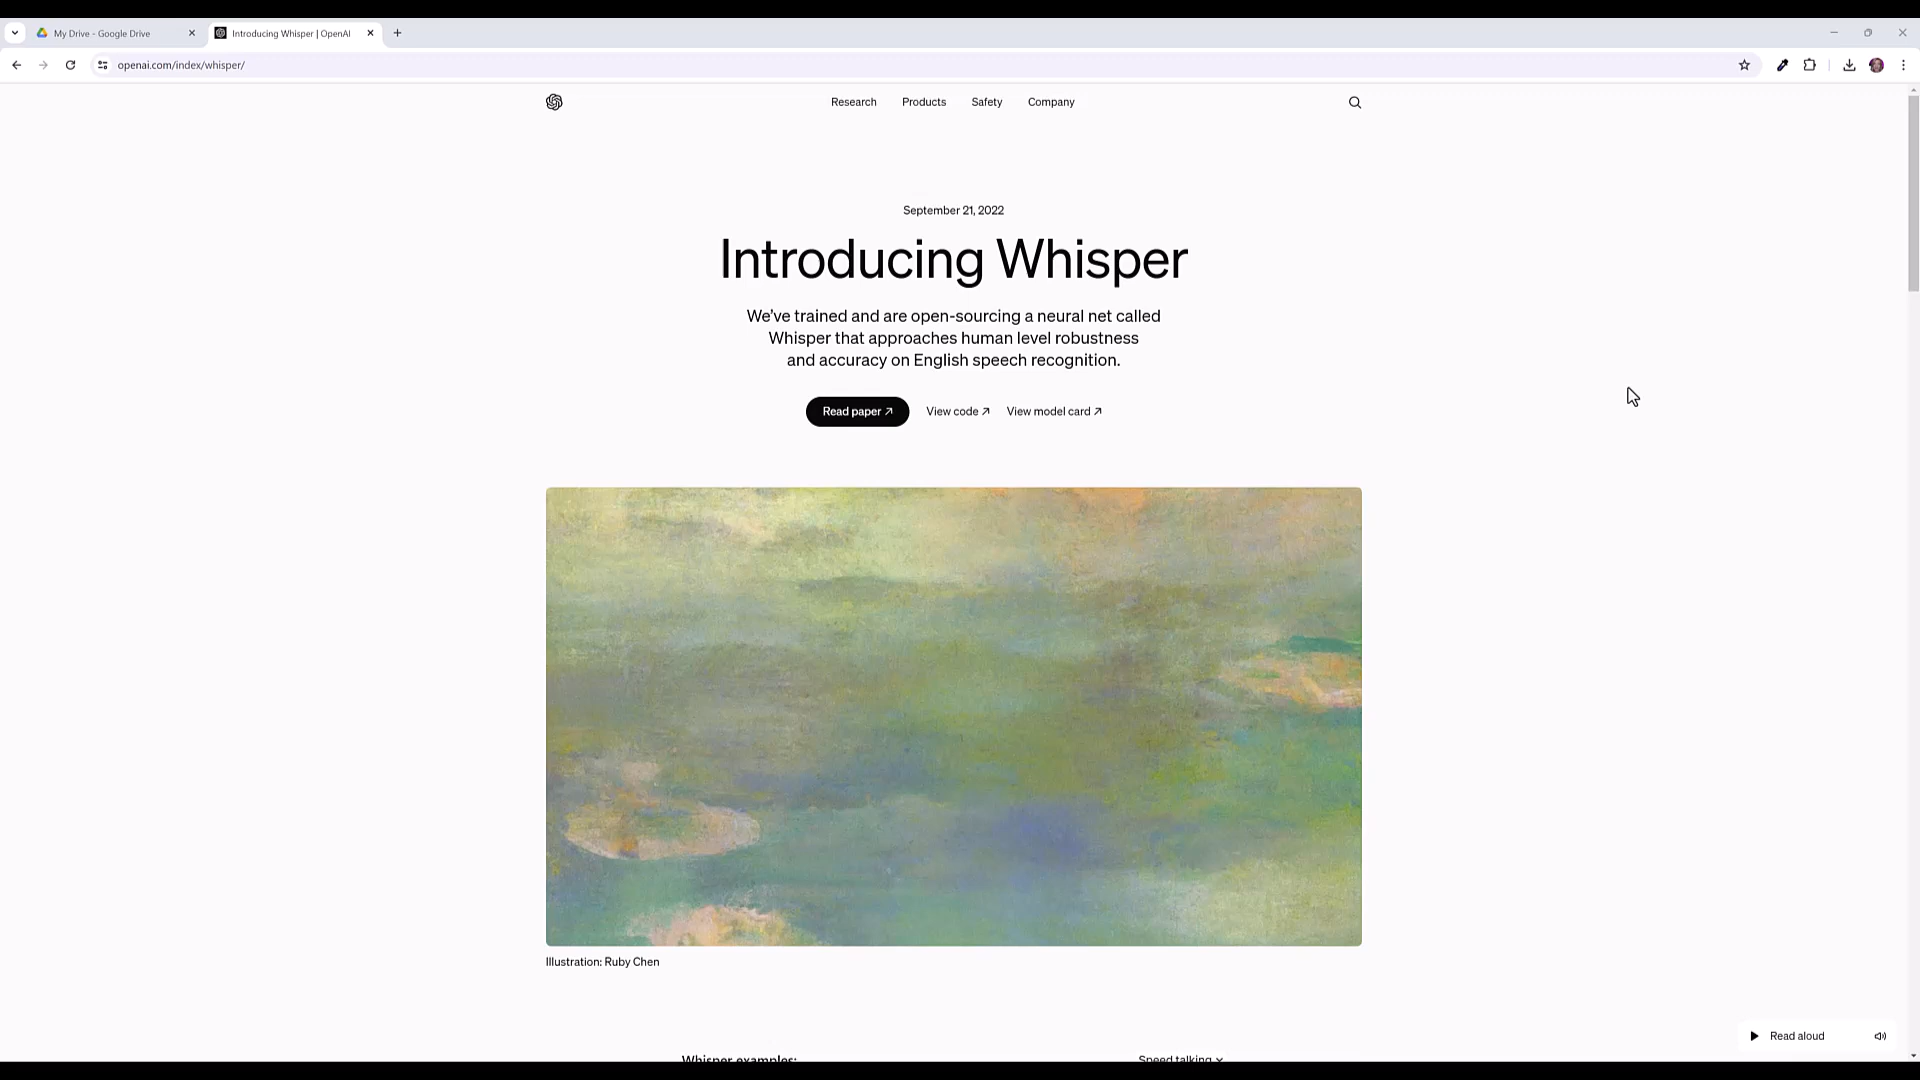 My Drive - Google Drive
Introducing Whisper | OpenAI
openai.com/index/whisper/
Research Products Safety Company
September 21, 2022
Introducing Whisper
We've trained and are open-sourcing a neural net called
Whisper that approaches human level robustness
and accuracy on English speech recognition.
Read paper ↗ View code ↗ View model card ↗
Illustration: Ruby Chen
Read aloud
Whisper examples: Speed talking